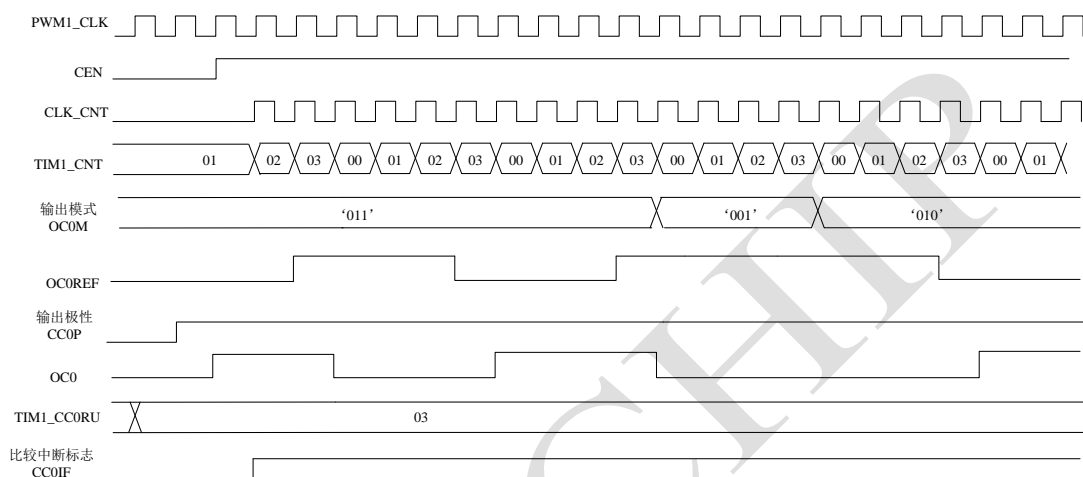 PWM1_CLK
CEN
CLK_CNT
TIM1_CNT 01 02 03 00 01 02 03 00 01 02 03 00 01 02 03 00 01 02 03 00 01
输出模式
OC0M '011' '001' '010'
OC0REF
输出极性
CC0P
OC0
TIM1_CC0RU 03
比较中断标志
CC0IF
CHIP